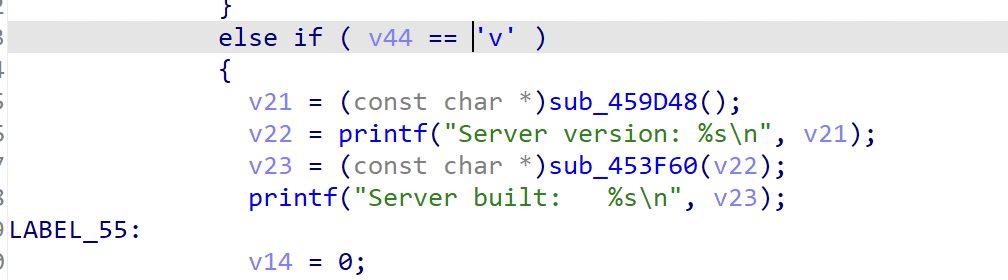 }
else if ( v44 == 'v' )
{
v21 = (const char *)sub_459D48();
v22 = printf("Server version: %s\n", v21);
v23 = (const char *)sub_453F60(v22);
printf("Server built:   %s\n", v23);
LABEL_55:
v14 = 0;